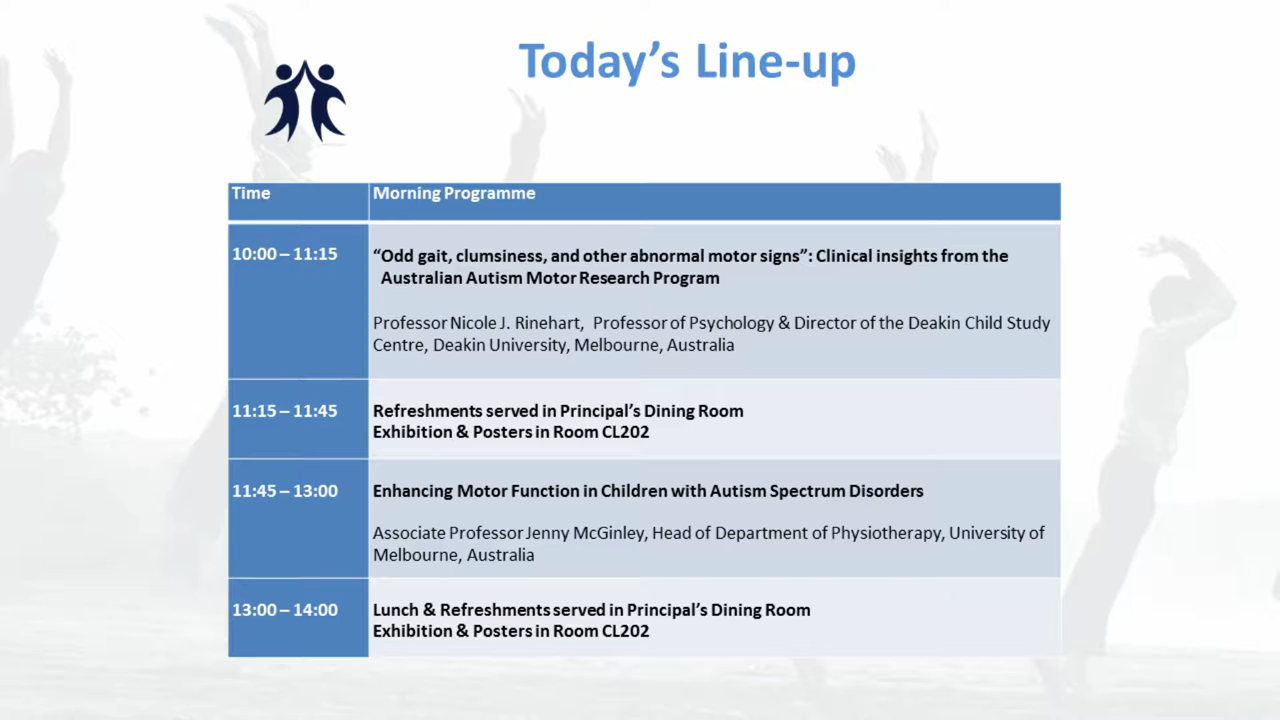 Today’s Line-up
Time
Morning Programme
10:00 – 11:15
“Odd gait, clumsiness, and other abnormal motor signs”: Clinical insights from the
Australian Autism Motor Research Program
Professor Nicole J. Rinehart, Professor of Psychology & Director of the Deakin Child Study
Centre, Deakin University, Melbourne, Australia
11:15 – 11:45
Refreshments served in Principal’s Dining Room
Exhibition & Posters in Room CL202
11:45 – 13:00
Enhancing Motor Function in Children with Autism Spectrum Disorders
Associate Professor Jenny McGinley, Head of Department of Physiotherapy, University of
Melbourne, Australia
13:00 – 14:00
Lunch & Refreshments served in Principal’s Dining Room
Exhibition & Posters in Room CL202